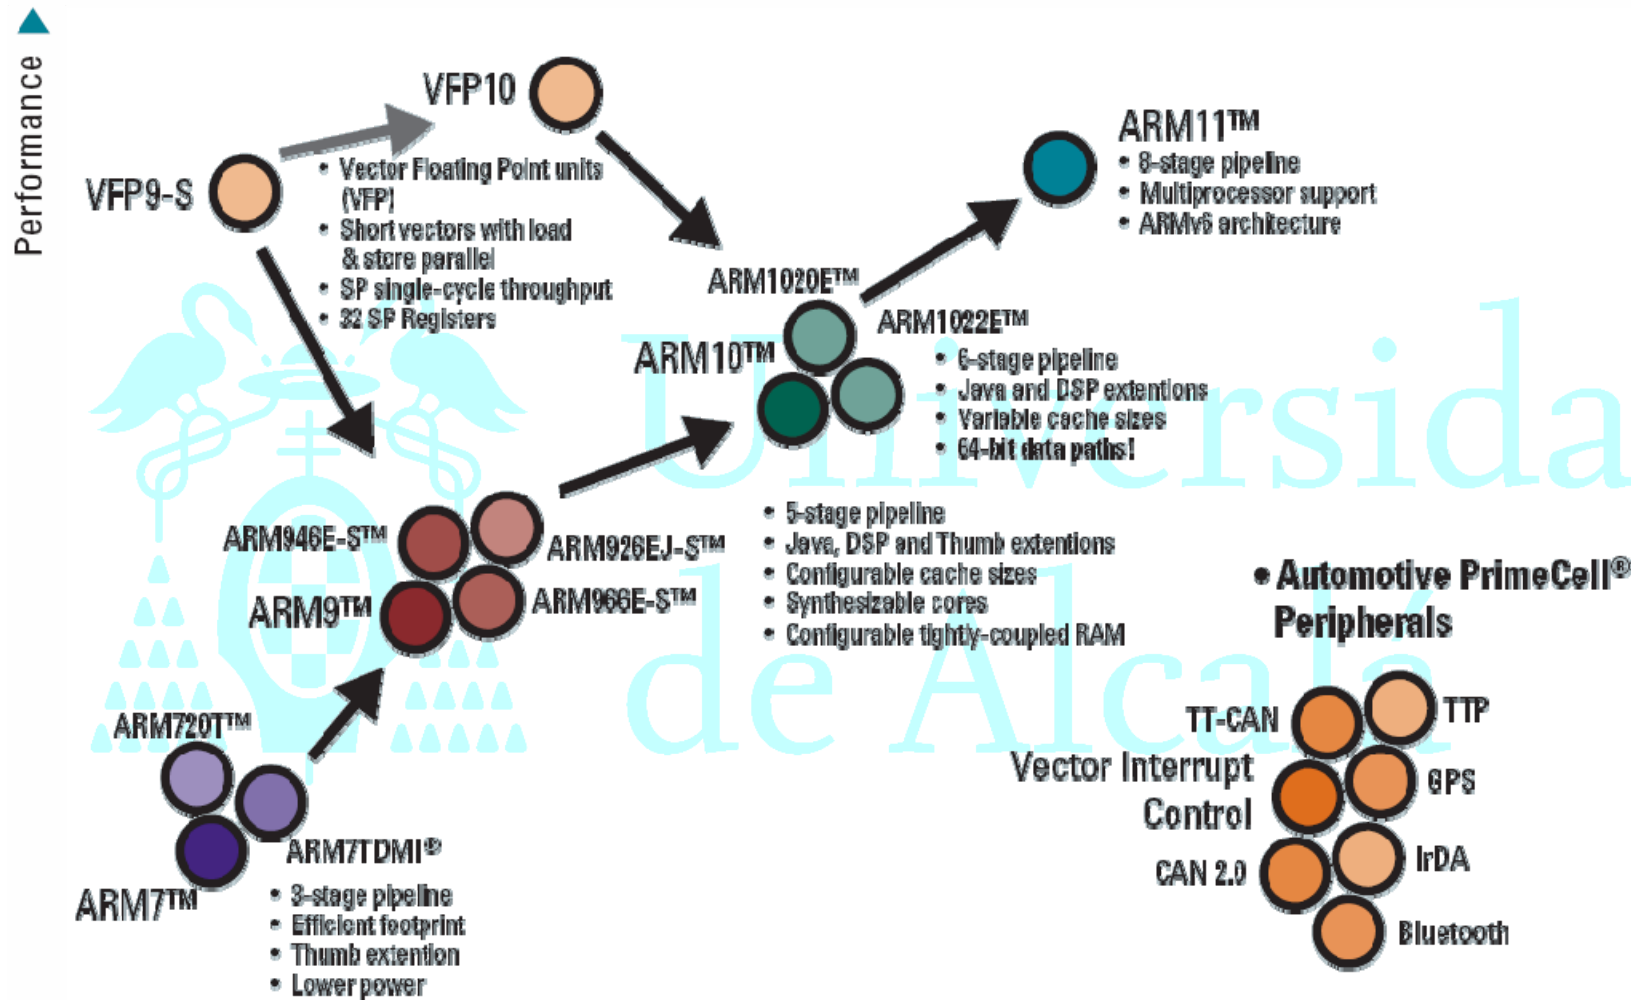 Performance
VFP10
VFP9-S
• Vector Floating Point units
(VFP)
• Short vectors with load
& store parallel
• SP single-cycle throughput
• 32 SP Registers
ARM11™
• 8-stage pipeline
• Multiprocessor support
• ARMv6 architecture
ARM1020E™
ARM1022E™
ARM10™
• 6-stage pipeline
• Java and DSP extentions
• Variable cache sizes
• 64-bit data paths!
ARM946E-S™
ARM926EJ-S™
ARM9™
ARM966E-S™
• 5-stage pipeline
• Java, DSP and Thumb extentions
• Configurable cache sizes
• Synthesizable cores
• Configurable tightly-coupled RAM
ARM720T™
ARM7TDMI®
ARM7™
• 3-stage pipeline
• Efficient footprint
• Thumb extention
• Lower power
• Automotive PrimeCell®
Peripherals
TT-CAN
TTP
Vector Interrupt
Control
GPS
CAN 2.0
IrDA
Bluetooth
Universida
de Alcalá